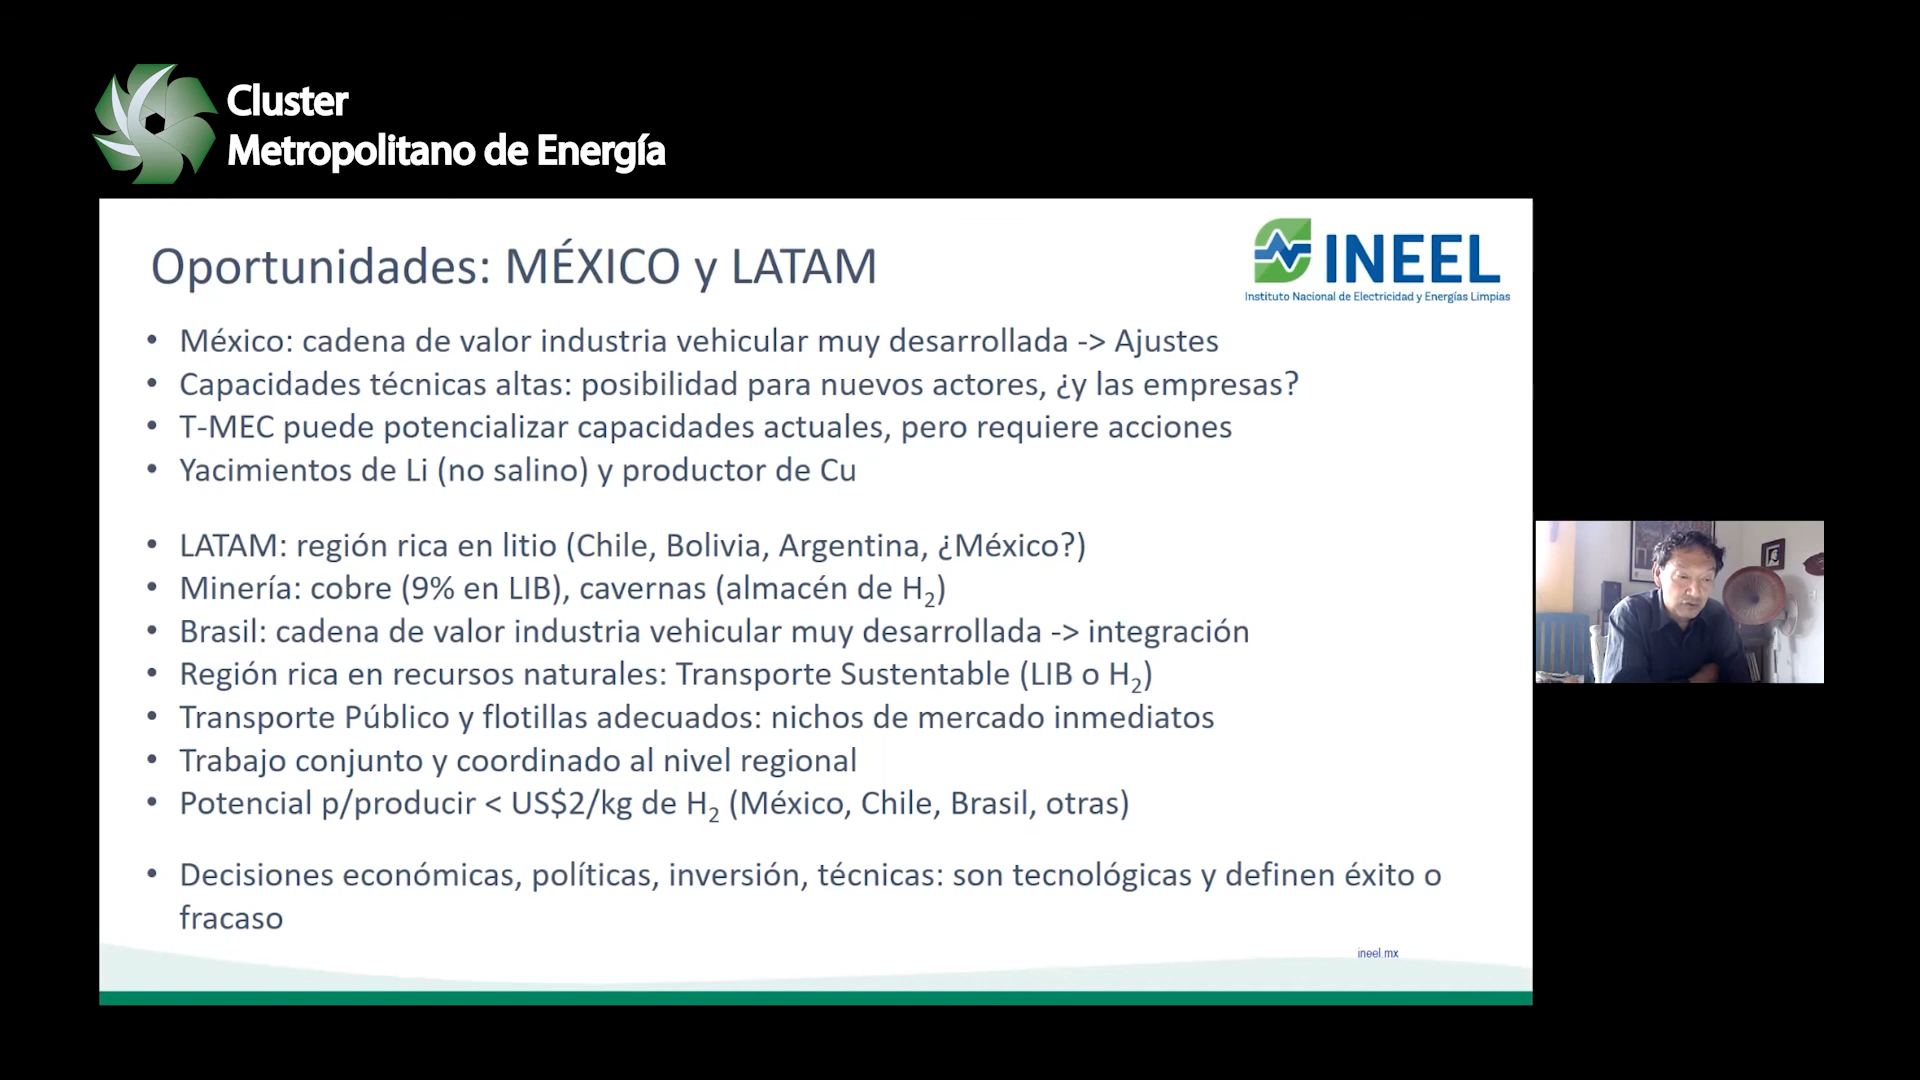 Cluster
Metropolitano de Energía
Oportunidades: MÉXICO y LATAM
INEEL
Instituto Nacional de Electricidad y Energías Limpias
• México: cadena de valor industria vehicular muy desarrollada -> Ajustes
• Capacidades técnicas altas: posibilidad para nuevos actores, ¿y las empresas?
• T-MEC puede potencializar capacidades actuales, pero requiere acciones
• Yacimientos de Li (no salino) y productor de Cu
• LATAM: región rica en litio (Chile, Bolivia, Argentina, ¿México?)
• Minería: cobre (9% en LIB), cavernas (almacén de H₂)
• Brasil: cadena de valor industria vehicular muy desarrollada -> integración
• Región rica en recursos naturales: Transporte Sustentable (LIB o H₂)
• Transporte Público y flotillas adecuados: nichos de mercado inmediatos
• Trabajo conjunto y coordinado al nivel regional
• Potencial p/producir < US$2/kg de H₂ (México, Chile, Brasil, otras)
• Decisiones económicas, políticas, inversión, técnicas: son tecnológicas y definen éxito o
fracaso
ineel.mx